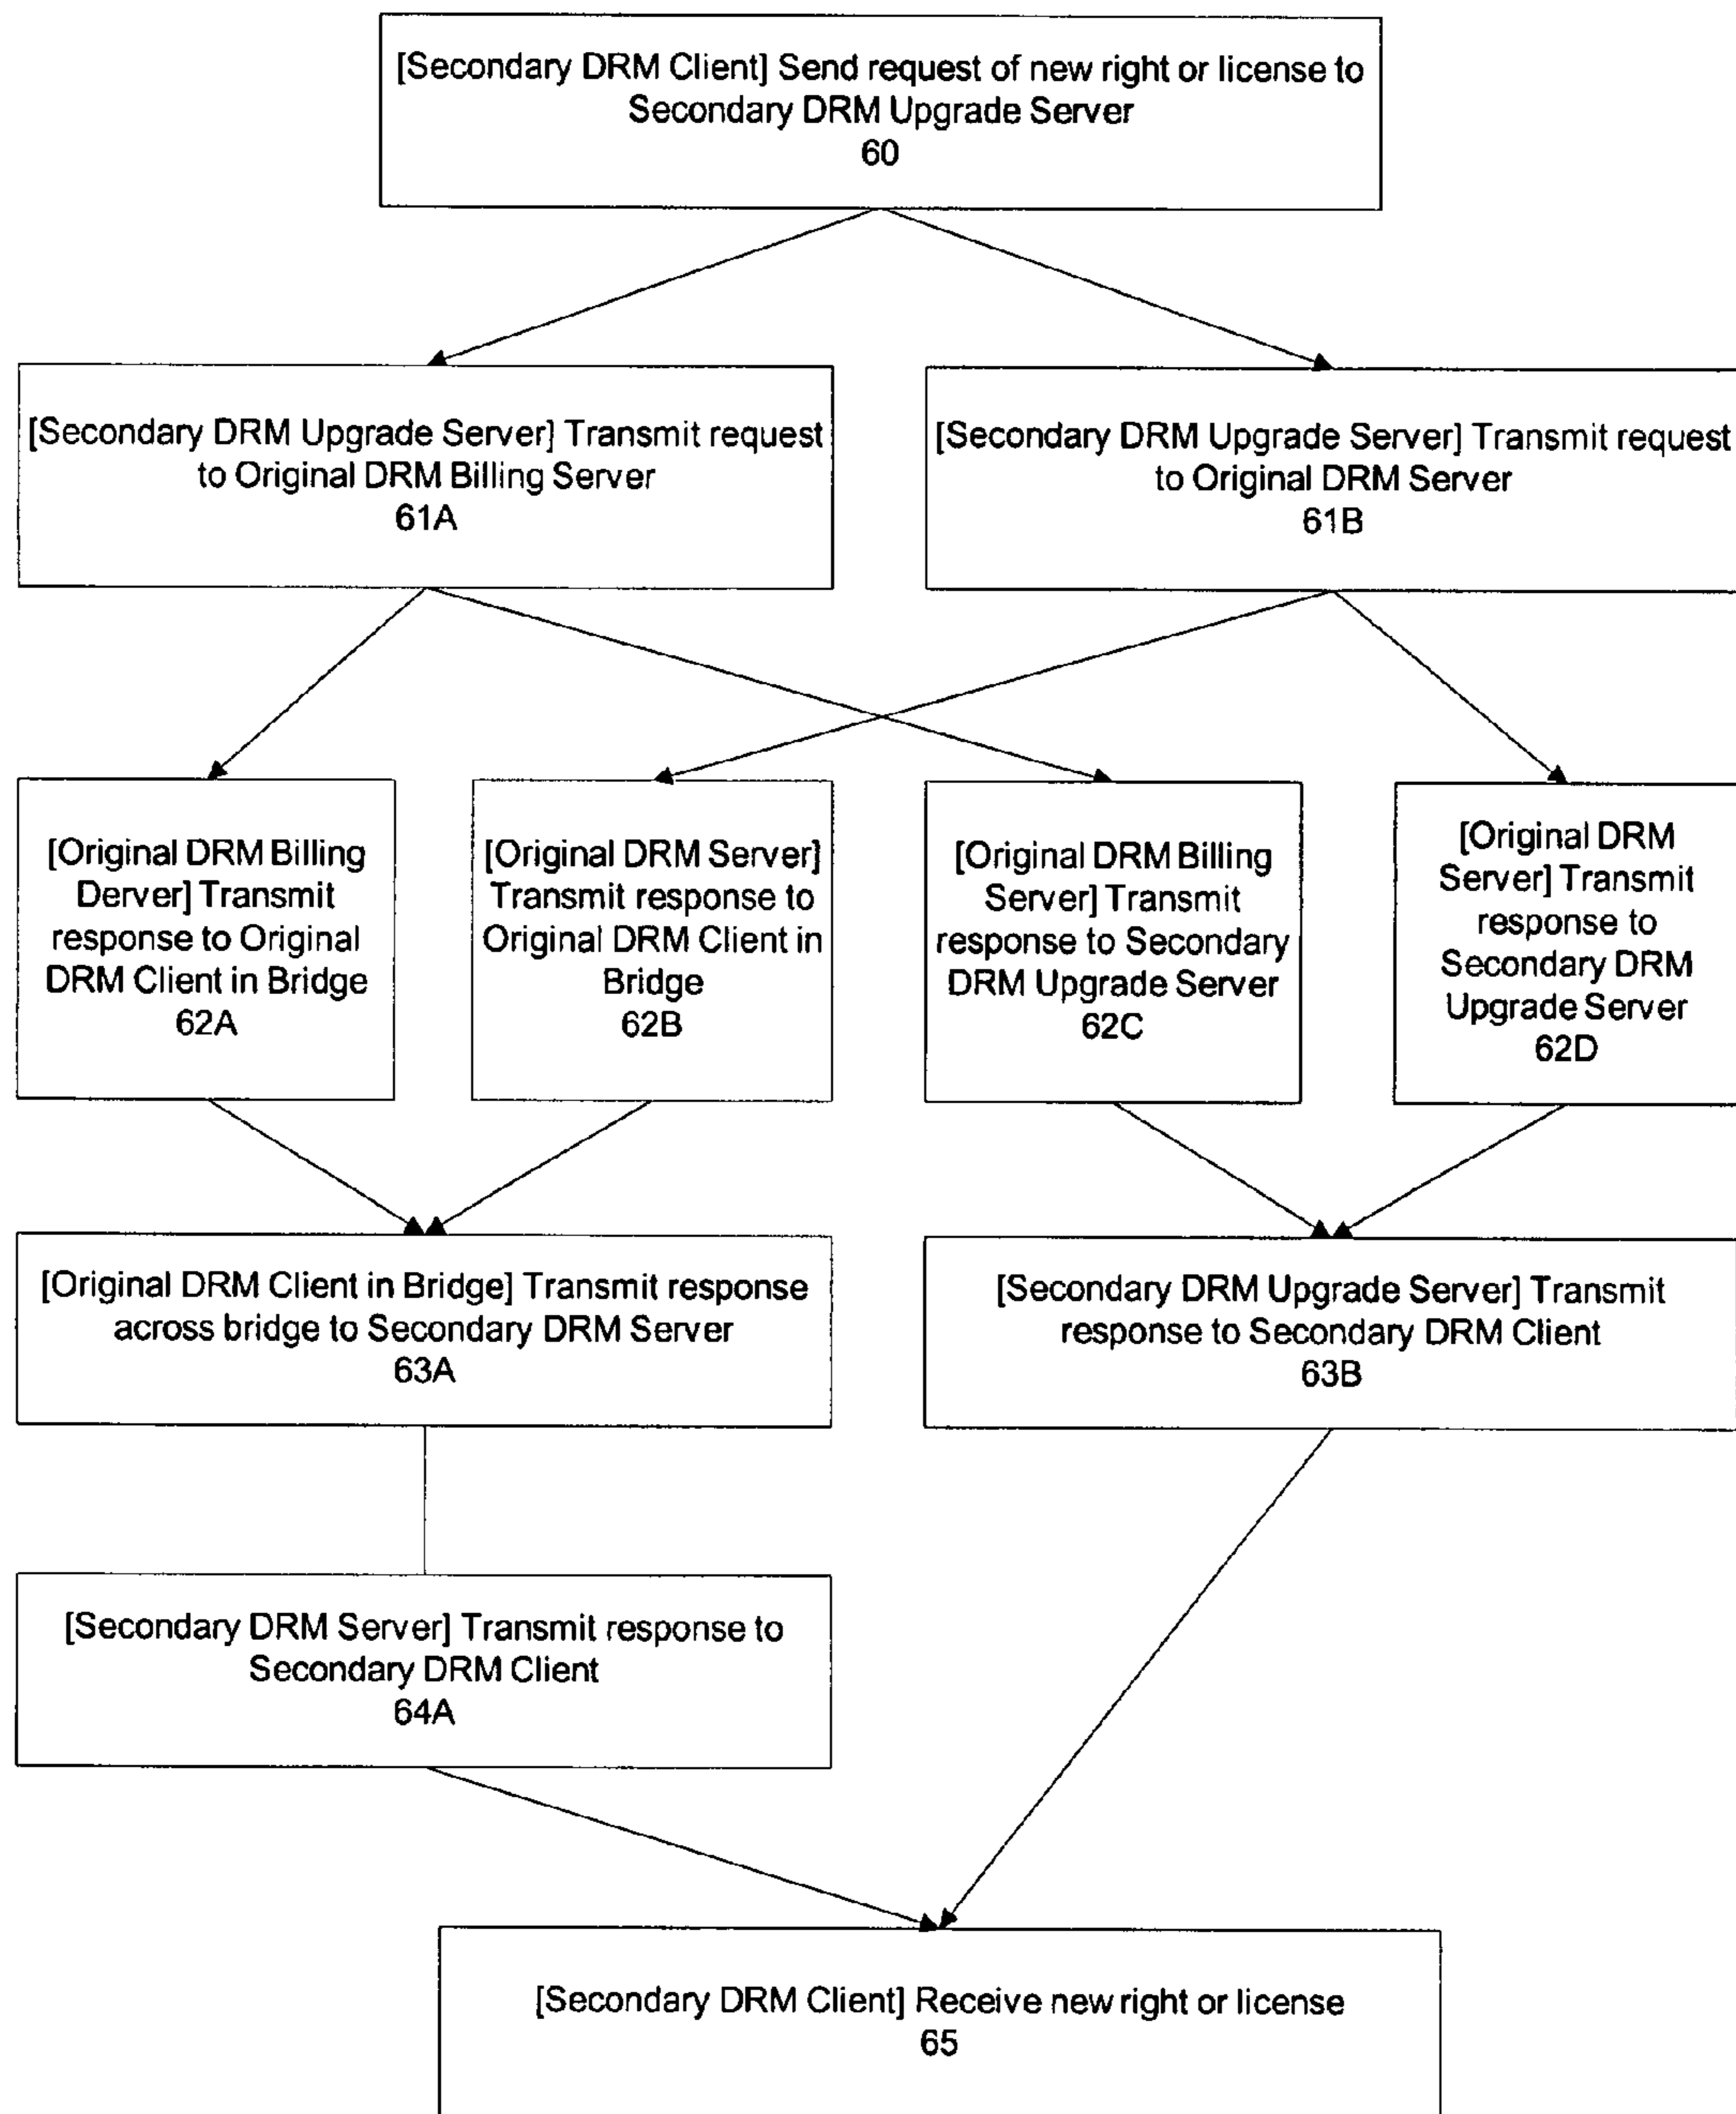 [Secondary DRM Client] Send request of new right or license to
Secondary DRM Upgrade Server
60
[Secondary DRM Upgrade Server] Transmit request
to Original DRM Billing Server
61A
[Secondary DRM Upgrade Server] Transmit request
to Original DRM Server
61B
[Original DRM Billing
Derver] Transmit
response to Original
DRM Client in Bridge
62A
[Original DRM Server]
Transmit response to
Original DRM Client in
Bridge
62B
[Original DRM Billing
Server] Transmit
response to Secondary
DRM Upgrade Server
62C
[Original DRM
Server] Transmit
response to
Secondary DRM
Upgrade Server
62D
[Original DRM Client in Bridge] Transmit response
across bridge to Secondary DRM Server
63A
[Secondary DRM Upgrade Server] Transmit
response to Secondary DRM Client
63B
[Secondary DRM Server] Transmit response to
Secondary DRM Client
64A
[Secondary DRM Client] Receive new right or license
65